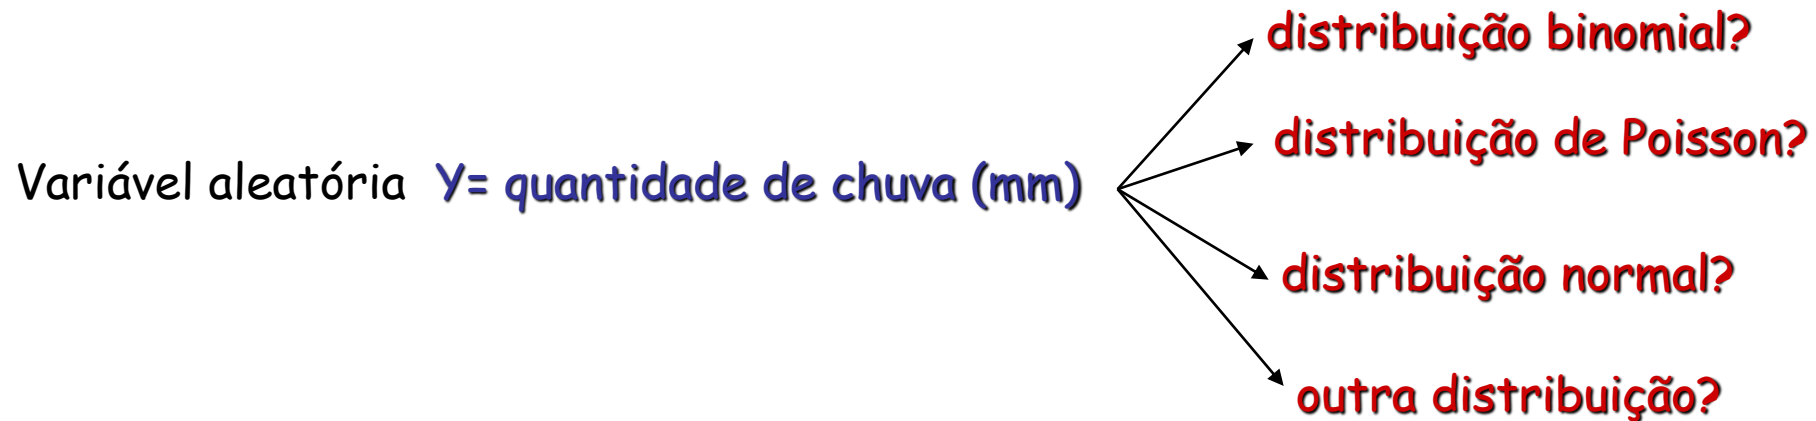 distribuição binomial?
distribuição de Poisson?
Variável aleatória Y= quantidade de chuva (mm)
distribuição normal?
outra distribuição?